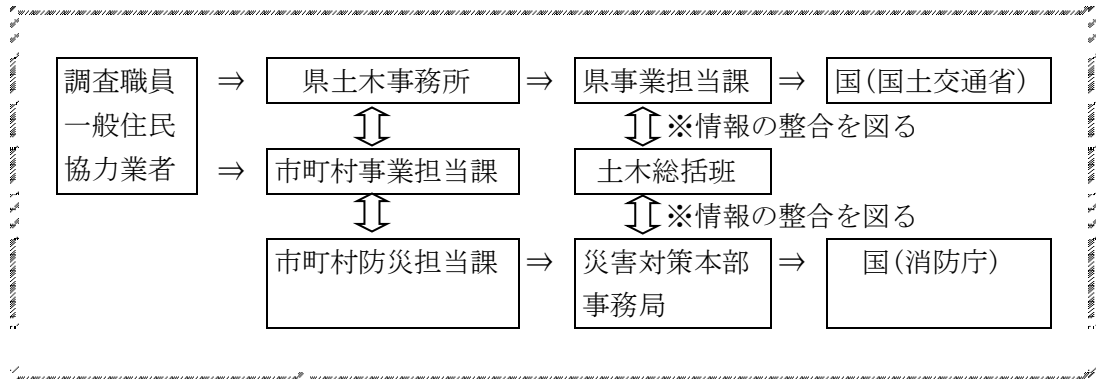 調査職員 ⇒ 県土木事務所 ⇒ 県事業担当課 ⇒ 国(国土交通省)
一般住民 ※情報の整合を図る
協力業者 ⇒ 市町村事業担当課 土木総括班
※情報の整合を図る
市町村防災担当課 ⇒ 災害対策本部 ⇒ 国(消防庁)
事務局